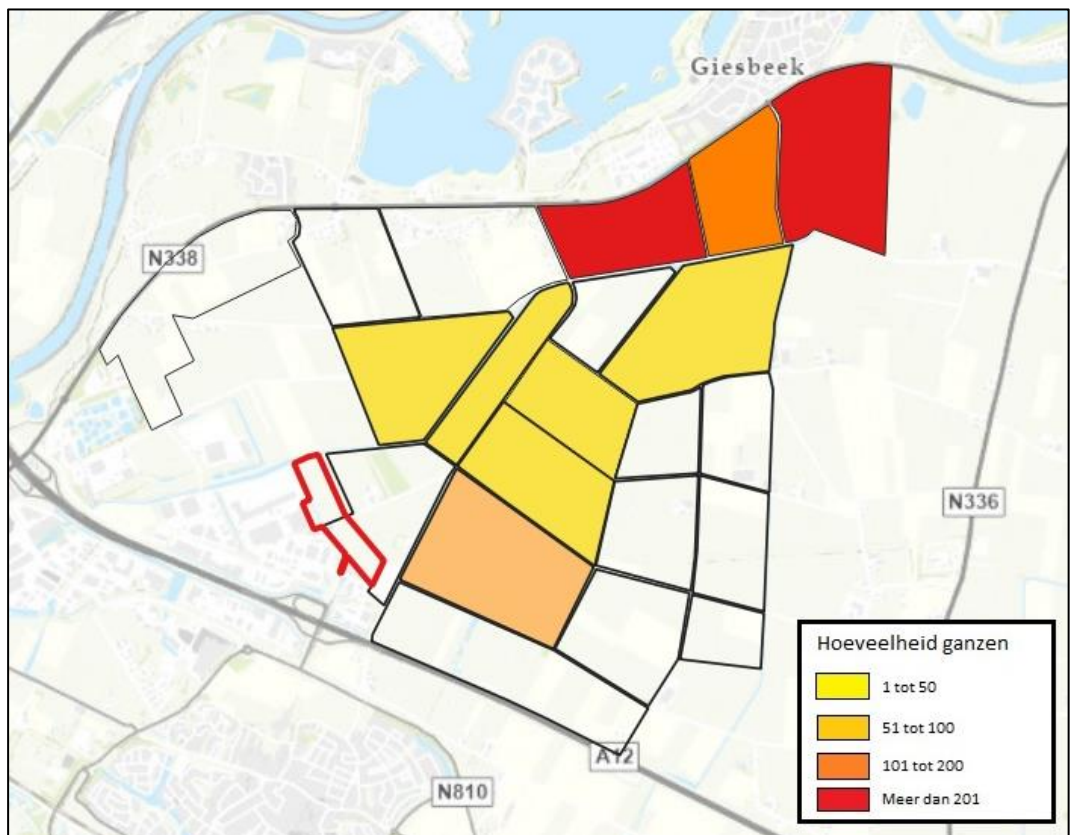 Giesbeek
N338
N336
A12
N810
Hoeveelheid ganzen
1 tot 50
51 tot 100
101 tot 200
Meer dan 201